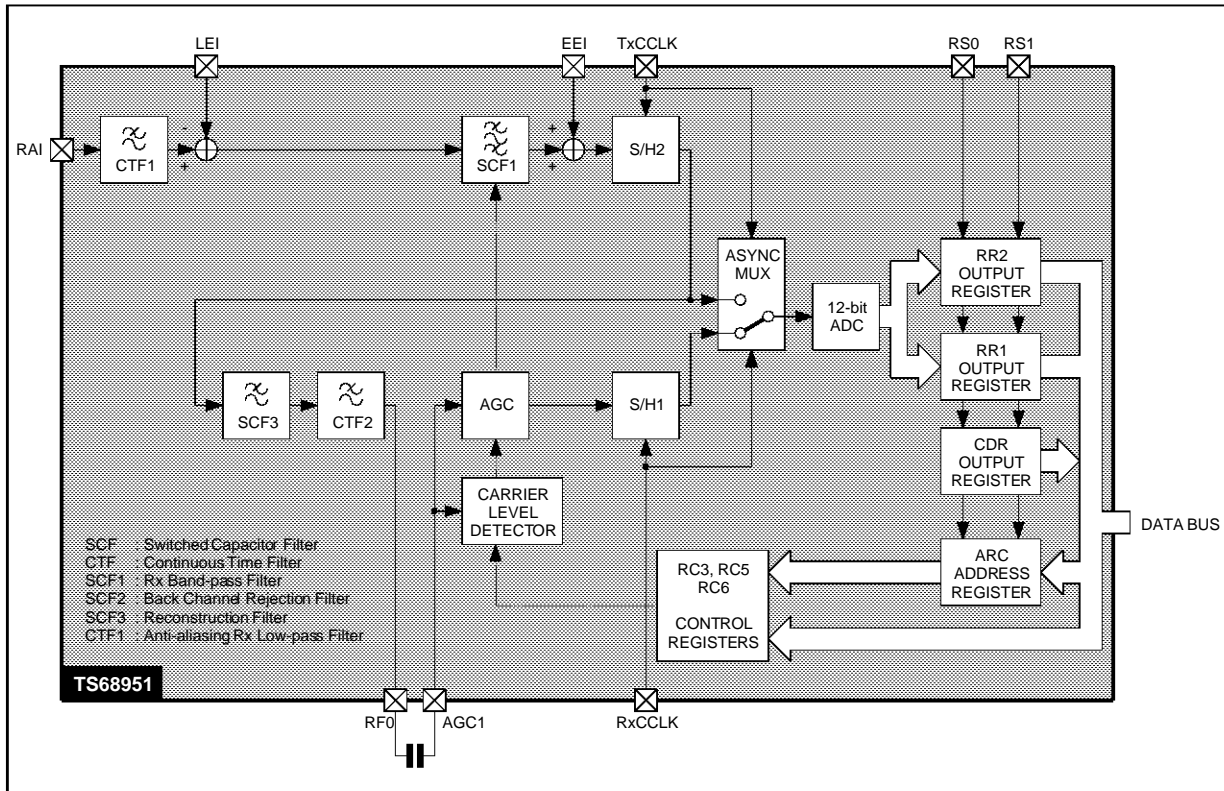 LEI
EEI
TxCCLK
RS0
RS1
RAI
CTF1
-
+
SCF1
+
+
S/H2
ASYNC
MUX
12-bit
ADC
RR2
OUTPUT
REGISTER
RR1
OUTPUT
REGISTER
SCF3
CTF2
AGC
S/H1
CDR
OUTPUT
REGISTER
CARRIER
LEVEL
DETECTOR
DATA BUS
ARC
ADDRESS
REGISTER
RC3, RC5
RC6
CONTROL
REGISTERS
SCF : Switched Capacitor Filter
CTF : Continuous Time Filter
SCF1 : Rx Band-pass Filter
SCF2 : Back Channel Rejection Filter
SCF3 : Reconstruction Filter
CTF1 : Anti-aliasing Rx Low-pass Filter
TS68951
RF0
AGC1
RxCCLK